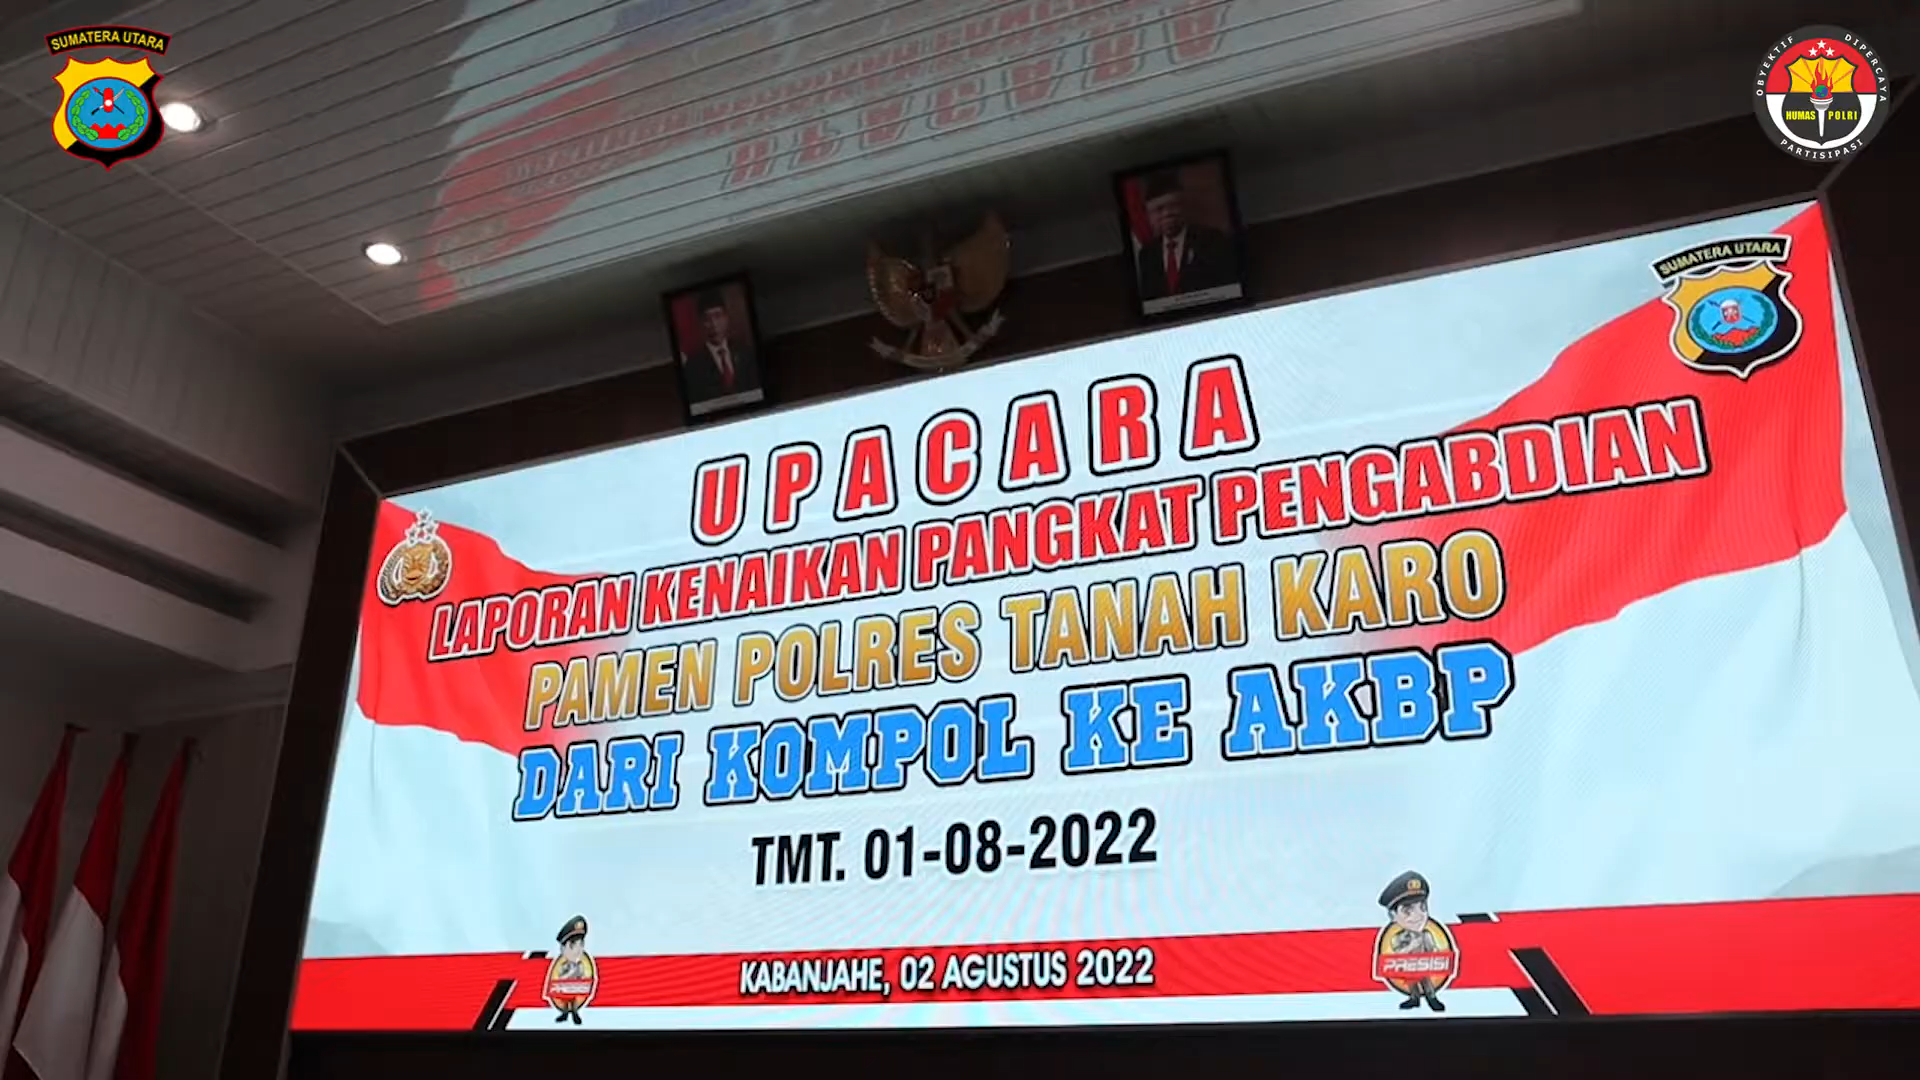 SUMATERA UTARA
OBYEKTIF DIPERCAYA
HUMAS POLRI
PARTISIPASI
SUMATERA UTARA
UPACARA
LAPORAN KENAIKAN PANGKAT PENGABDIAN
PAMEN POLRES TANAH KARO
DARI KOMPOL KE AKBP
TMT. 01-08-2022
PRESISI
PRESISI
KABANJAHE, 02 AGUSTUS 2022